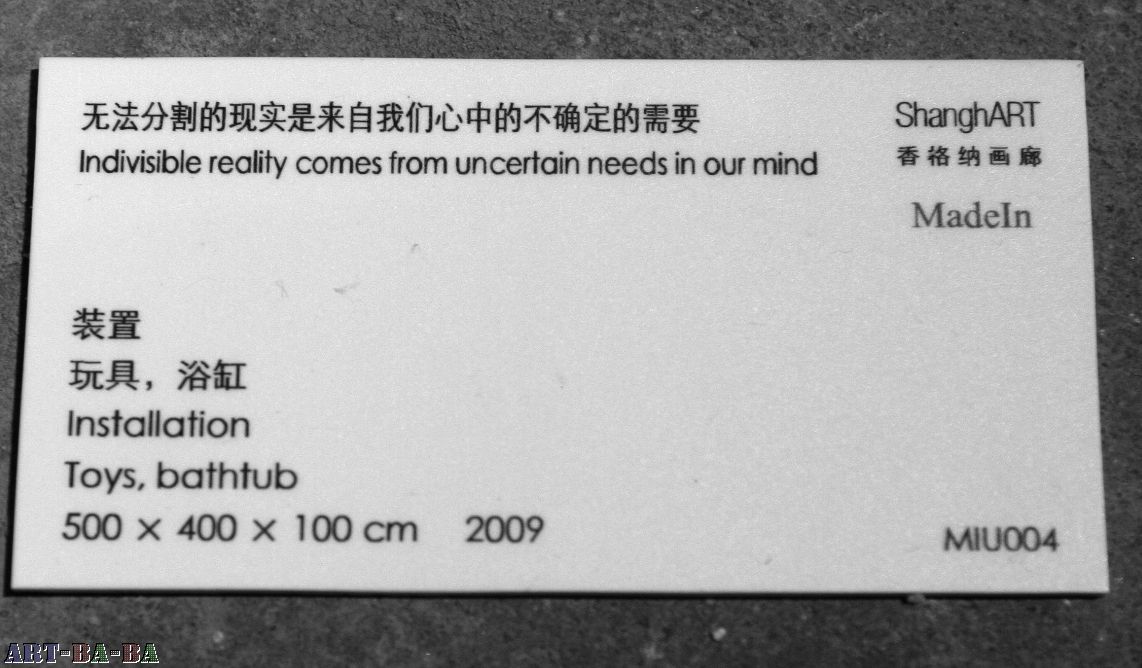 无法分割的现实是来自我们心中的不确定的需要
Indivisible reality comes from uncertain needs in our mind
ShanghART
香格纳画廊
MadeIn
装置
玩具，浴缸
Installation
Toys, bathtub
500 × 400 × 100 cm 2009
MIU004
ART-BA-BA